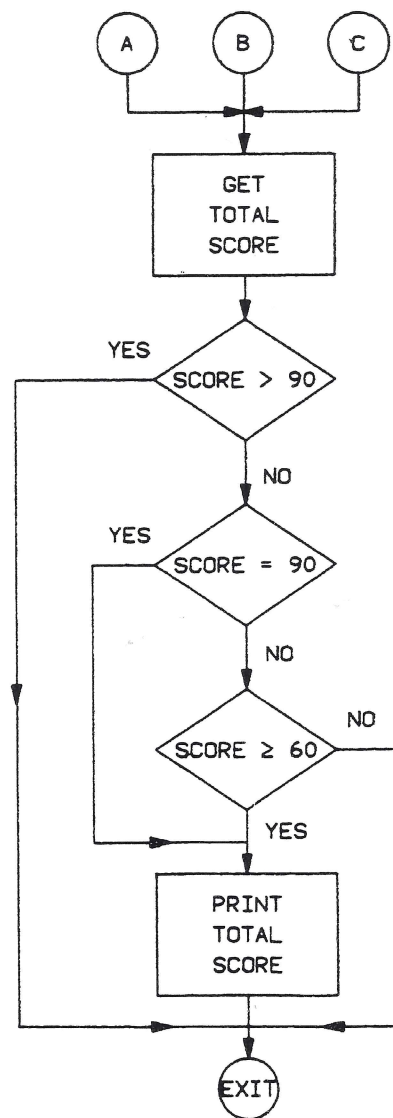 A
B
C
GET
TOTAL
SCORE
YES
SCORE > 90
NO
YES
SCORE = 90
NO
NO
SCORE ≥ 60
YES
PRINT
TOTAL
SCORE
EXIT